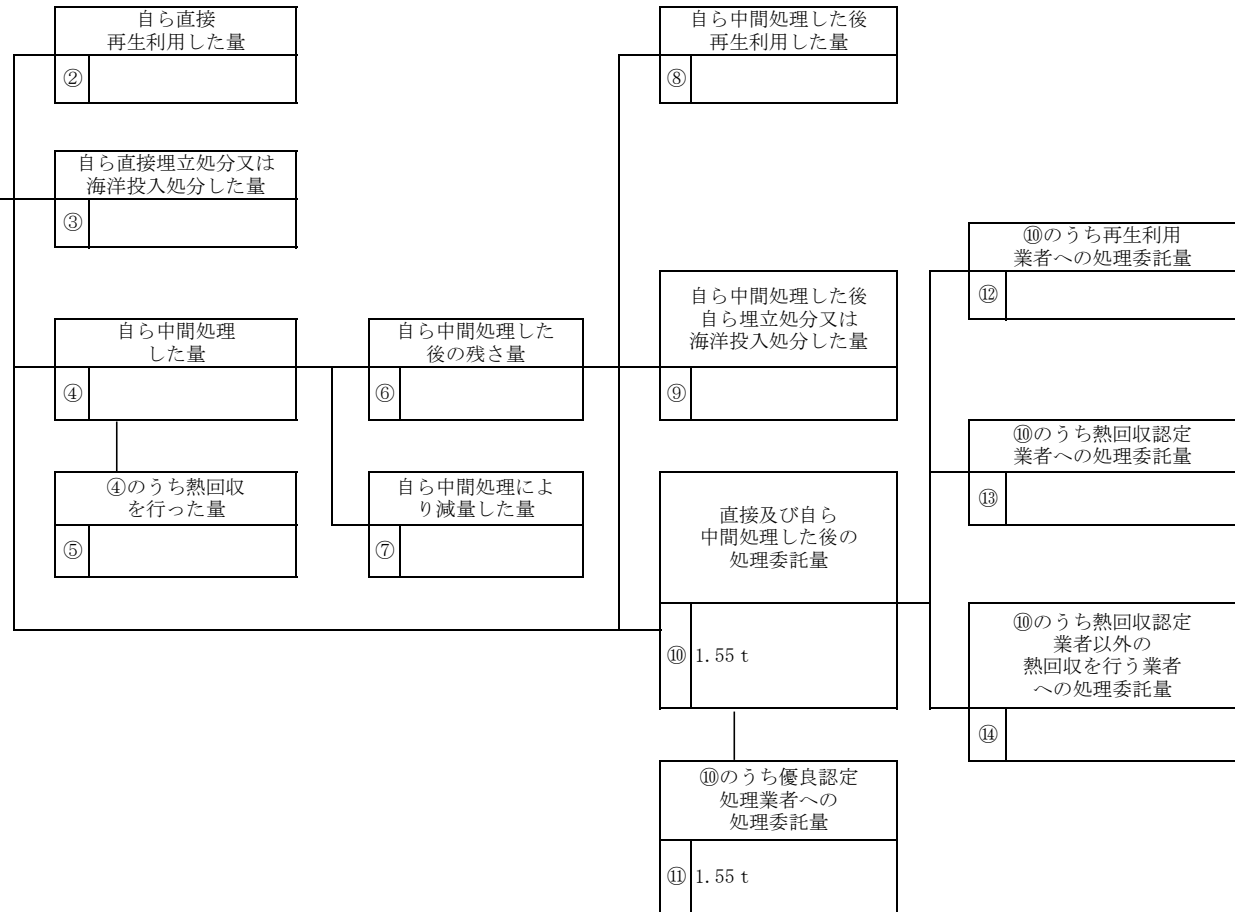 自ら直接
再生利用した量
②
自ら中間処理した後
再生利用した量
⑧
自ら直接埋立処分又は
海洋投入処分した量
③
⑩のうち再生利用
業者への処理委託量
⑫
自ら中間処理
した量
④
自ら中間処理した
後の残さ量
⑥
自ら中間処理した後
自ら埋立処分又は
海洋投入処分した量
⑨
⑩のうち熱回収認定
業者への処理委託量
⑬
④のうち熱回収
を行った量
⑤
自ら中間処理によ
り減量した量
⑦
直接及び自ら
中間処理した後の
処理委託量
⑩ 1.55 t
⑩のうち熱回収認定
業者以外の
熱回収を行う業者
への処理委託量
⑭
⑩のうち優良認定
処理業者への
処理委託量
⑪ 1.55 t